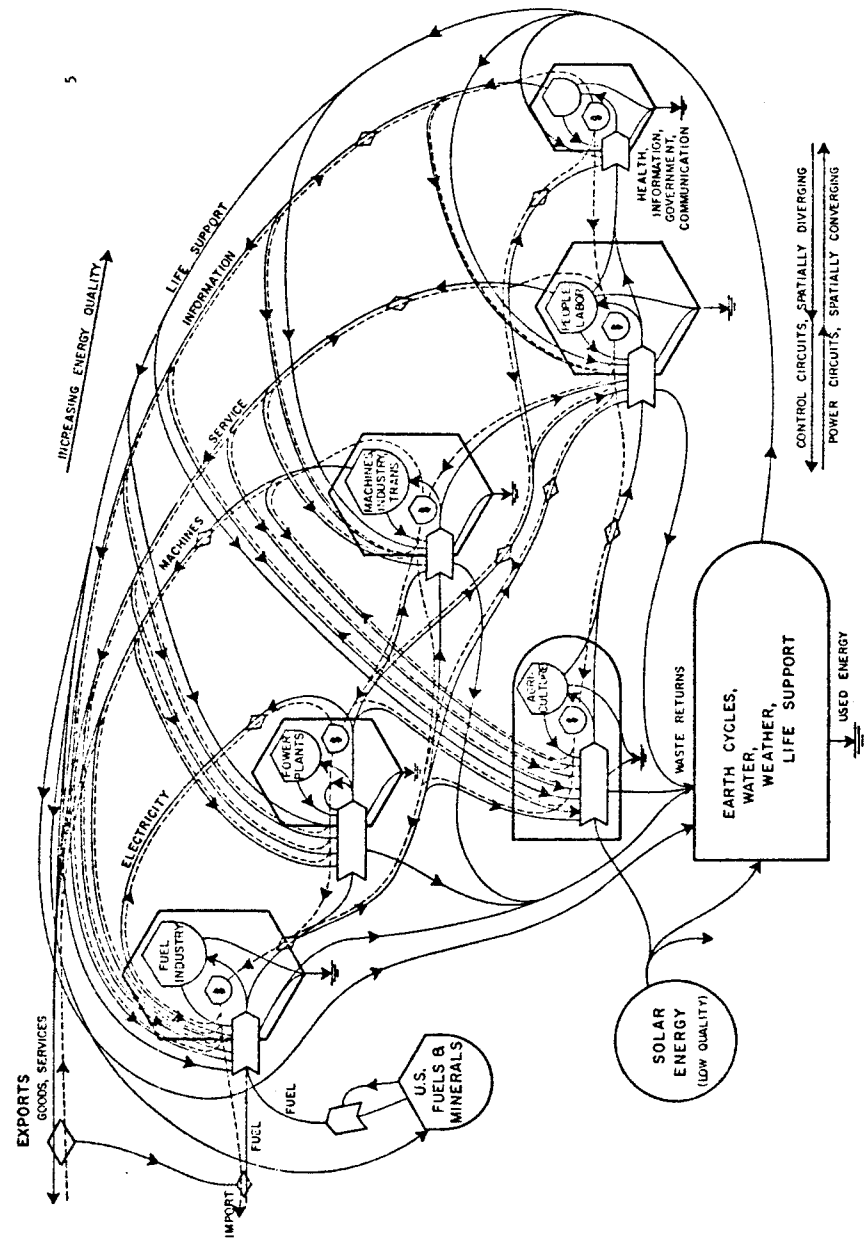 5
INCREASING ENERGY QUALITY
EXPORTS
GOODS, SERVICES
LIFE SUPPORT
INFORMATION
SERVICE
MACHINES
ELECTRICITY
FUEL
INDUSTRY
$
POWER
PLANTS
$
MACHINES
INDUSTRY
TRANS
$
PEOPLE
LABOR
$
$
HEALTH,
INFORMATION,
GOVERNMENT,
COMMUNICATION
IMPORT
FUEL
FUEL
U.S.
FUELS &
MINERALS
AGRI-
CULTURE
$
SOLAR
ENERGY
(LOW QUALITY)
WASTE RETURNS
EARTH CYCLES,
WATER,
WEATHER,
LIFE SUPPORT
USED ENERGY
CONTROL CIRCUITS, SPATIALLY DIVERGING
POWER CIRCUITS, SPATIALLY CONVERGING